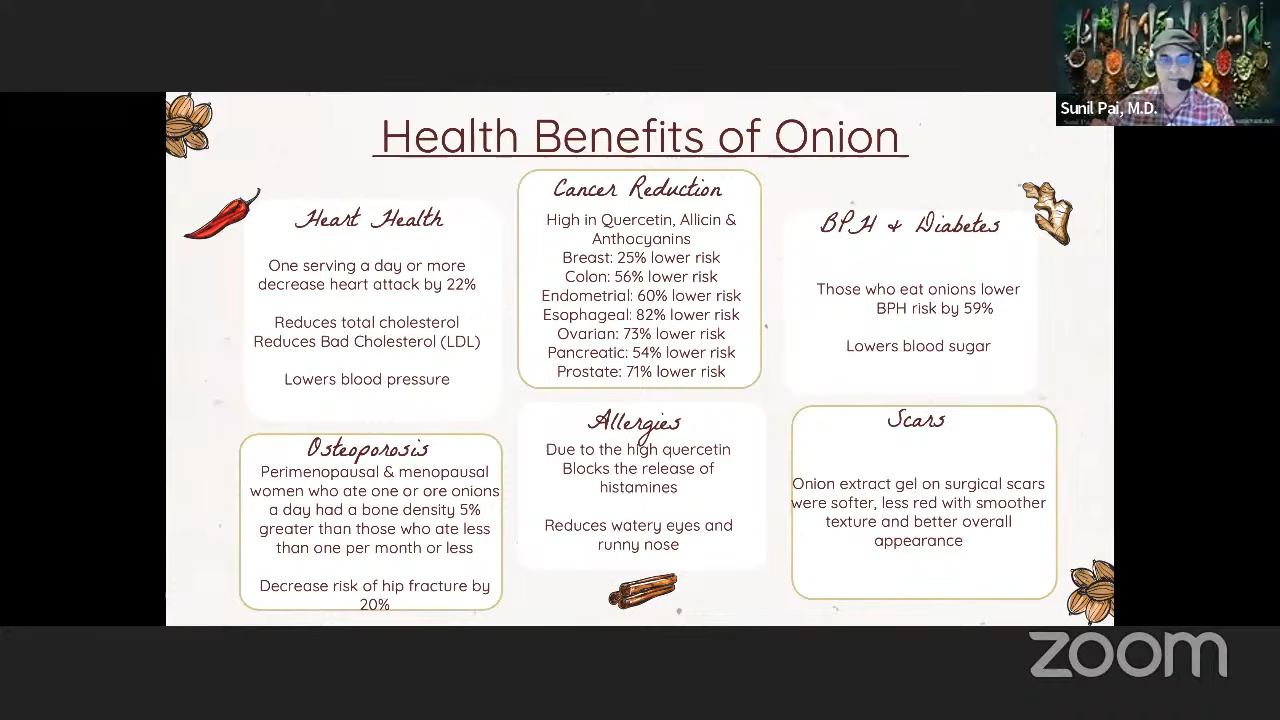 Sunil Pai, M.D.
Health Benefits of Onion
Heart Health
One serving a day or more
decrease heart attack by 22%
Reduces total cholesterol
Reduces Bad Cholesterol (LDL)
Lowers blood pressure
Cancer Reduction
High in Quercetin, Allicin &
Anthocyanins
Breast: 25% lower risk
Colon: 56% lower risk
Endometrial: 60% lower risk
Esophageal: 82% lower risk
Ovarian: 73% lower risk
Pancreatic: 54% lower risk
Prostate: 71% lower risk
BPH & Diabetes
Those who eat onions lower
BPH risk by 59%
Lowers blood sugar
Osteoporosis
Perimenopausal & menopausal
women who ate one or ore onions
a day had a bone density 5%
greater than those who ate less
than one per month or less
Decrease risk of hip fracture by
20%
Allergies
Due to the high quercetin
Blocks the release of
histamines
Reduces watery eyes and
runny nose
Scars
Onion extract gel on surgical scars
were softer, less red with smoother
texture and better overall
appearance
zoom